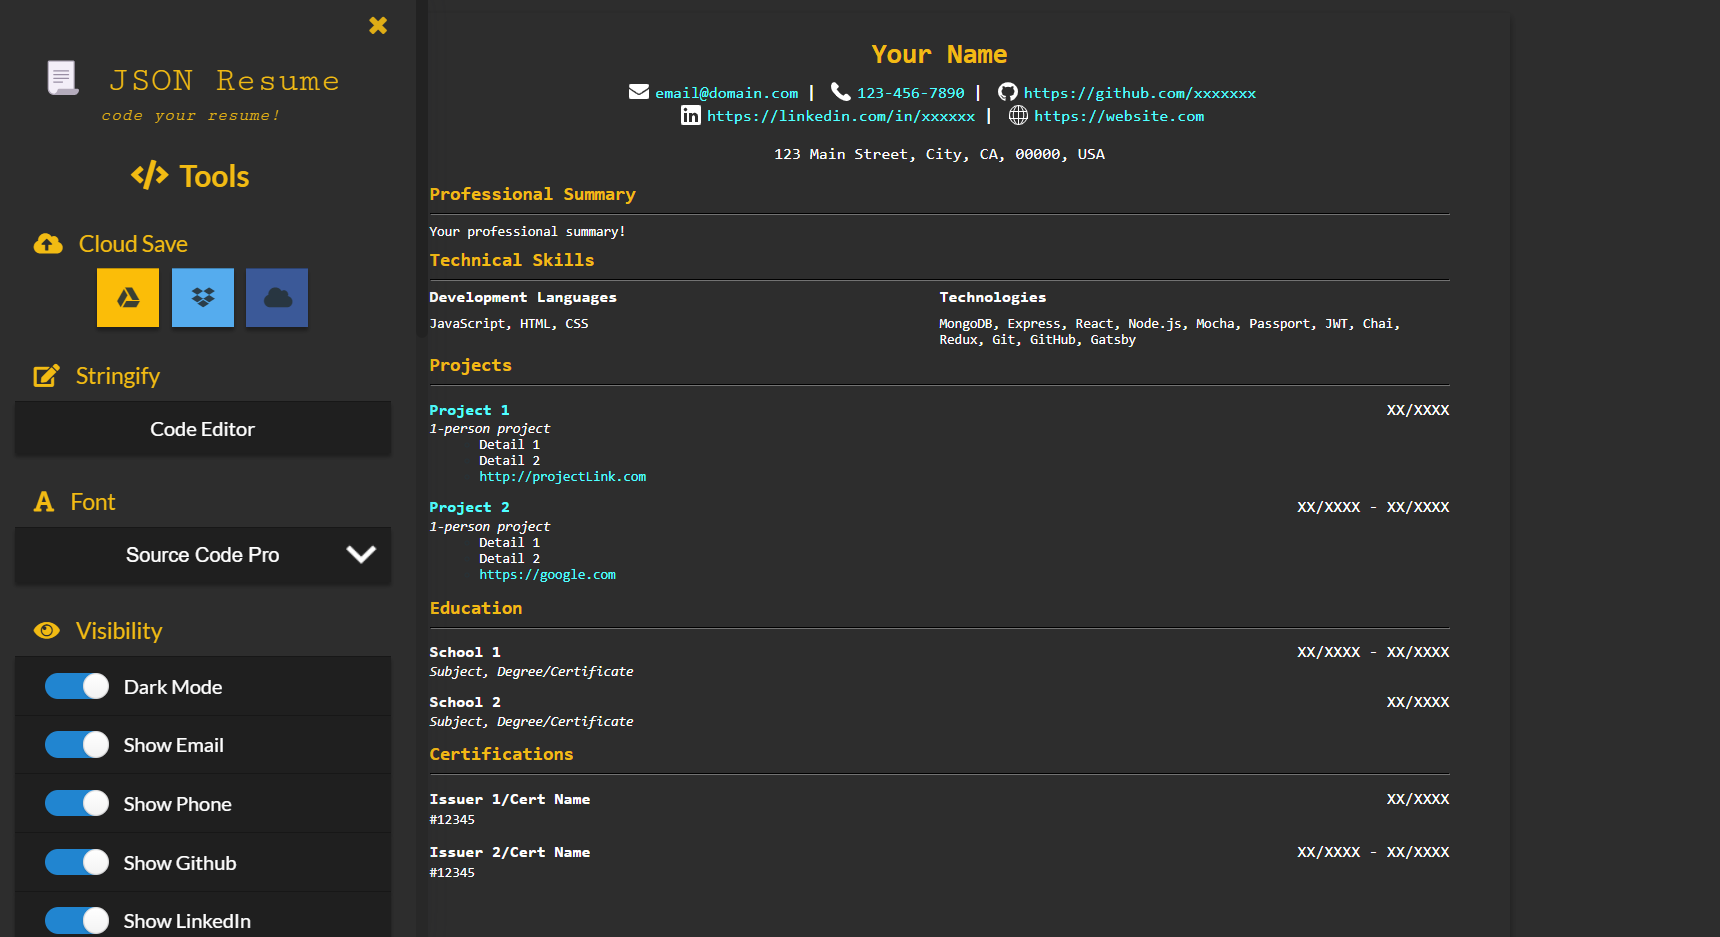 JSON Resume
code your resume!
</> Tools
Cloud Save
Stringify
Code Editor
Font
Source Code Pro
Visibility
Dark Mode
Show Email
Show Phone
Show Github
Show LinkedIn
Your Name
email@domain.com | 123-456-7890 | https://github.com/xxxxxxx
https://linkedin.com/in/xxxxxx | https://website.com
123 Main Street, City, CA, 00000, USA
Professional Summary
Your professional summary!
Technical Skills
Development Languages
JavaScript, HTML, CSS
Technologies
MongoDB, Express, React, Node.js, Mocha, Passport, JWT, Chai,
Redux, Git, GitHub, Gatsby
Projects
Project 1 XX/XXXX
1-person project
Detail 1
Detail 2
http://projectLink.com
Project 2 XX/XXXX - XX/XXXX
1-person project
Detail 1
Detail 2
https://google.com
Education
School 1 XX/XXXX - XX/XXXX
Subject, Degree/Certificate
School 2 XX/XXXX
Subject, Degree/Certificate
Certifications
Issuer 1/Cert Name XX/XXXX
#12345
Issuer 2/Cert Name XX/XXXX - XX/XXXX
#12345